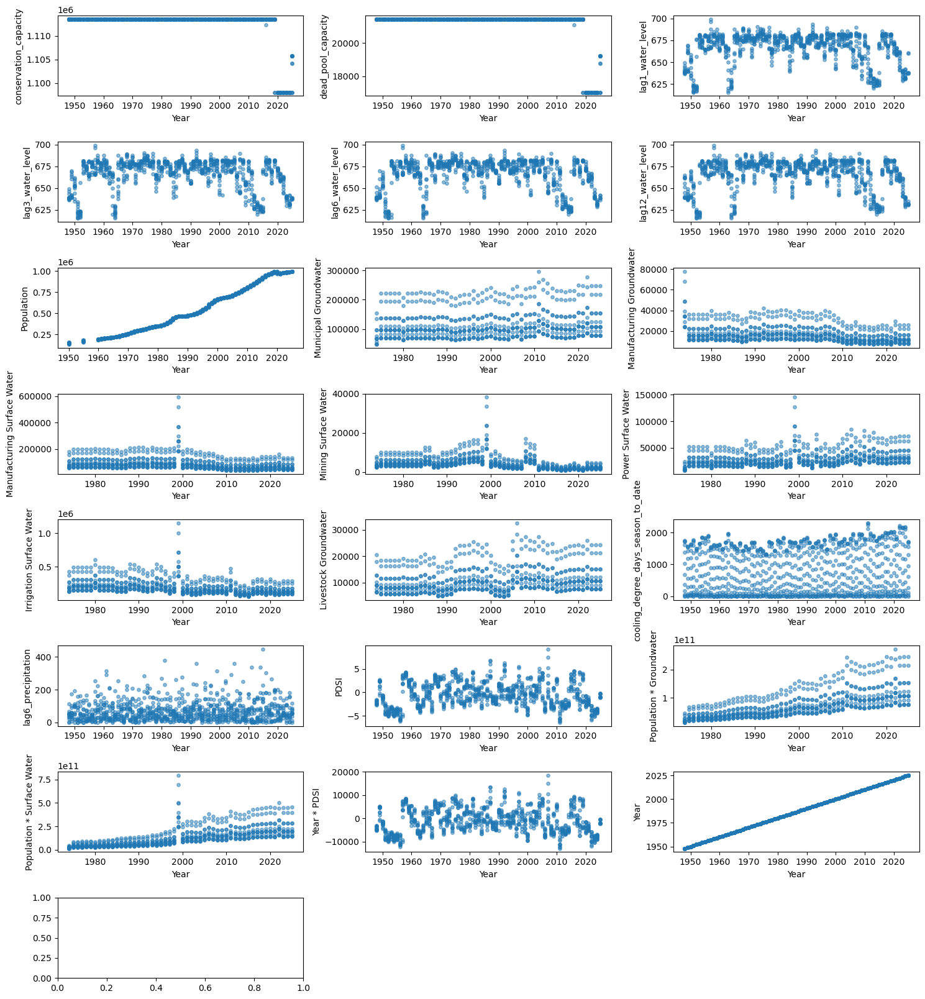 1e6
conservation_capacity
1.110
1.105
1.100
1950 1960 1970 1980 1990 2000 2010 2020
Year
dead_pool_capacity
20000
18000
1950 1960 1970 1980 1990 2000 2010 2020
Year
lag1_water_level
700
675
650
625
1950 1960 1970 1980 1990 2000 2010 2020
Year
lag3_water_level
700
675
650
625
1950 1960 1970 1980 1990 2000 2010 2020
Year
lag6_water_level
700
675
650
625
1950 1960 1970 1980 1990 2000 2010 2020
Year
lag12_water_level
700
675
650
625
1950 1960 1970 1980 1990 2000 2010 2020
Year
1e6
Population
1.00
0.75
0.50
0.25
1950 1960 1970 1980 1990 2000 2010 2020
Year
Municipal Groundwater
300000
200000
100000
1980 1990 2000 2010 2020
Year
Manufacturing Groundwater
80000
60000
40000
20000
1980 1990 2000 2010 2020
Year
Manufacturing Surface Water
600000
400000
200000
1980 1990 2000 2010 2020
Year
Mining Surface Water
40000
20000
0
1980 1990 2000 2010 2020
Year
Power Surface Water
150000
100000
50000
1980 1990 2000 2010 2020
Year
1e6
Irrigation Surface Water
1.0
0.5
1980 1990 2000 2010 2020
Year
Livestock Groundwater
30000
20000
10000
1980 1990 2000 2010 2020
Year
cooling_degree_days_season_to_date
2000
1000
0
1950 1960 1970 1980 1990 2000 2010 2020
Year
lag6_precipitation
400
200
0
1950 1960 1970 1980 1990 2000 2010 2020
Year
PDSI
5
0
−5
1950 1960 1970 1980 1990 2000 2010 2020
Year
1e11
Population * Groundwater
2
1
1980 1990 2000 2010 2020
Year
1e11
Population * Surface Water
7.5
5.0
2.5
0.0
1980 1990 2000 2010 2020
Year
Year * PDSI
20000
10000
0
−10000
1950 1960 1970 1980 1990 2000 2010 2020
Year
Year
2025
2000
1975
1950
1950 1960 1970 1980 1990 2000 2010 2020
Year
1.00
0.75
0.50
0.25
0.00
0.0 0.2 0.4 0.6 0.8 1.0